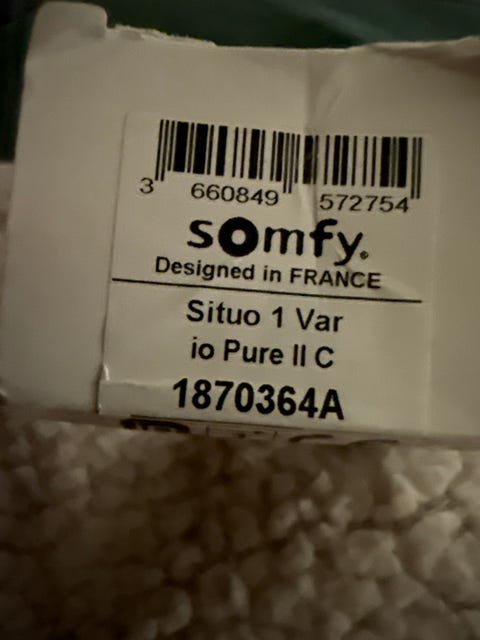 3 660849 572754
somfy.
Designed in FRANCE
Situo 1 Var
io Pure II C
1870364A